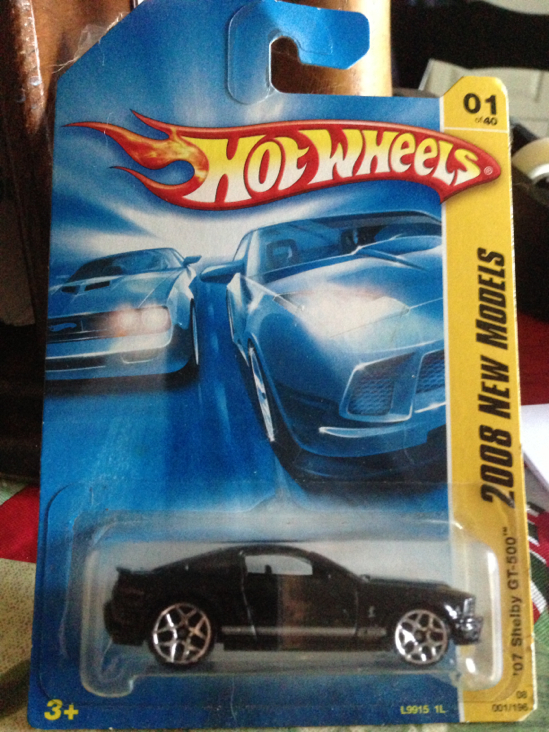 01
of 40
HOT WHEELS®
2008 NEW MODELS
'07 Shelby GT-500™
3+
L9915 1L
08
001/196